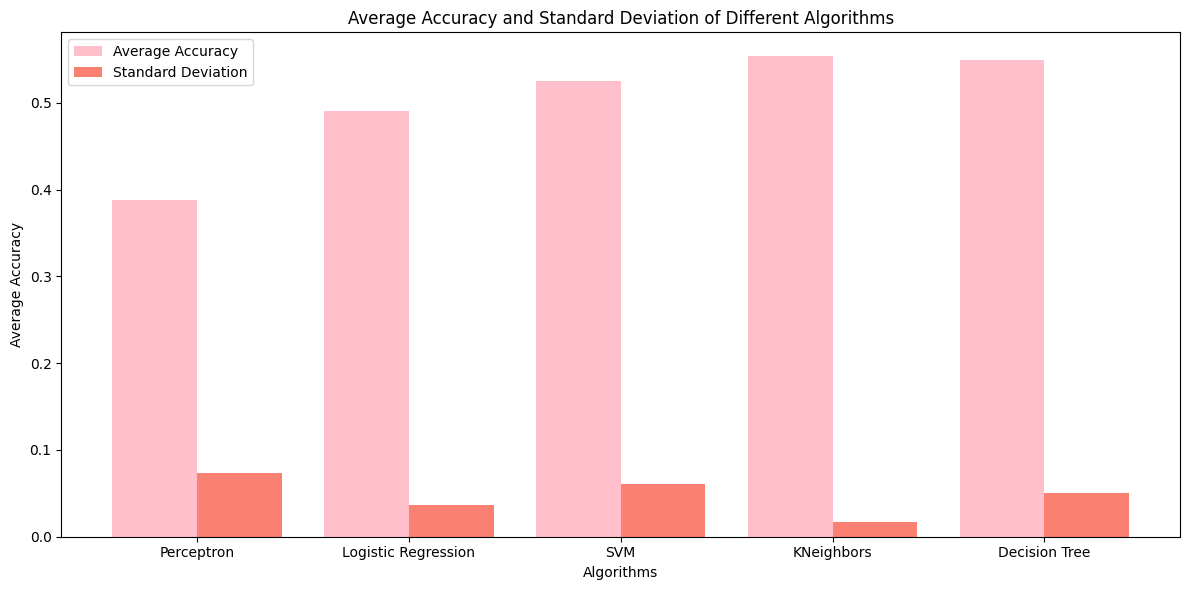 Average Accuracy and Standard Deviation of Different Algorithms
Average Accuracy
Standard Deviation
Average Accuracy
0.5
0.4
0.3
0.2
0.1
0.0
Perceptron
Logistic Regression
SVM
KNeighbors
Decision Tree
Algorithms